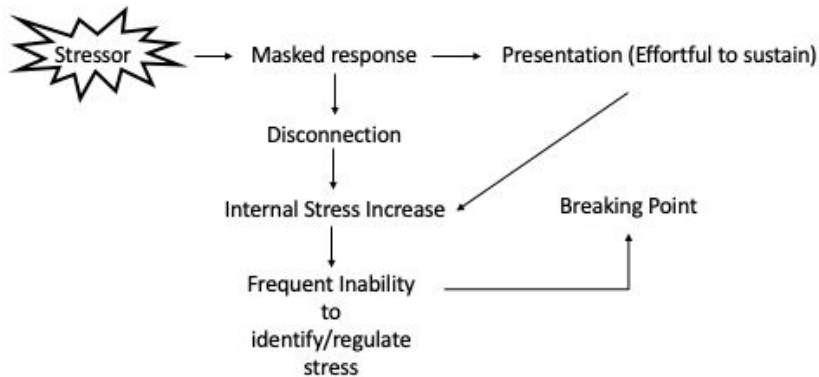 Stressor
Masked response
Presentation (Effortful to sustain)
Disconnection
Internal Stress Increase
Breaking Point
Frequent Inability
to
identify/regulate
stress